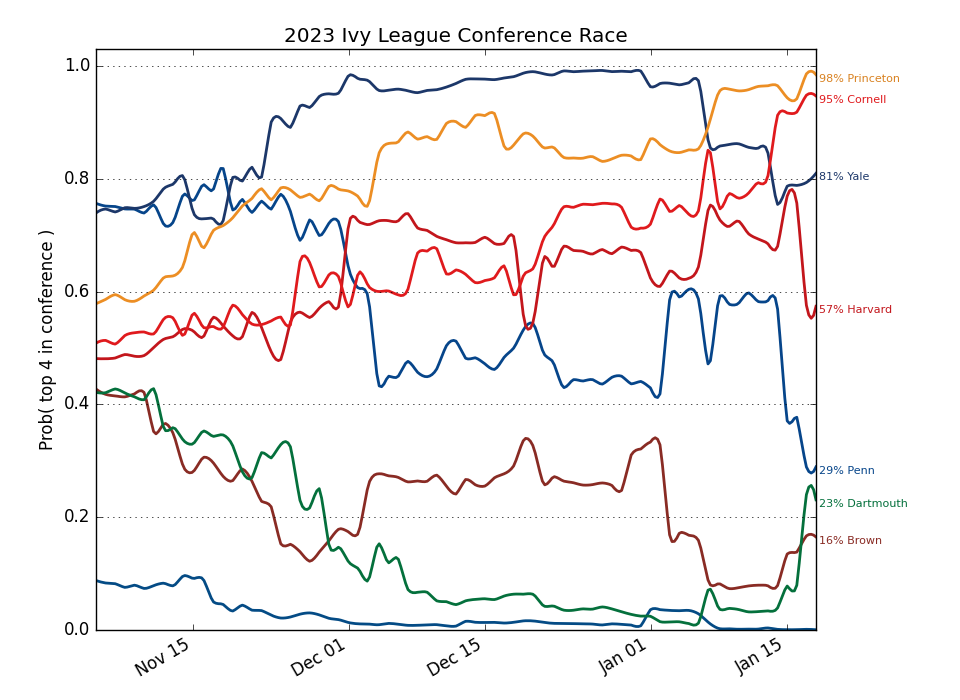 2023 Ivy League Conference Race
Prob( top 4 in conference )
1.0
0.8
0.6
0.4
0.2
0.0
Nov 15
Dec 01
Dec 15
Jan 01
Jan 15
98% Princeton
95% Cornell
81% Yale
57% Harvard
29% Penn
23% Dartmouth
16% Brown